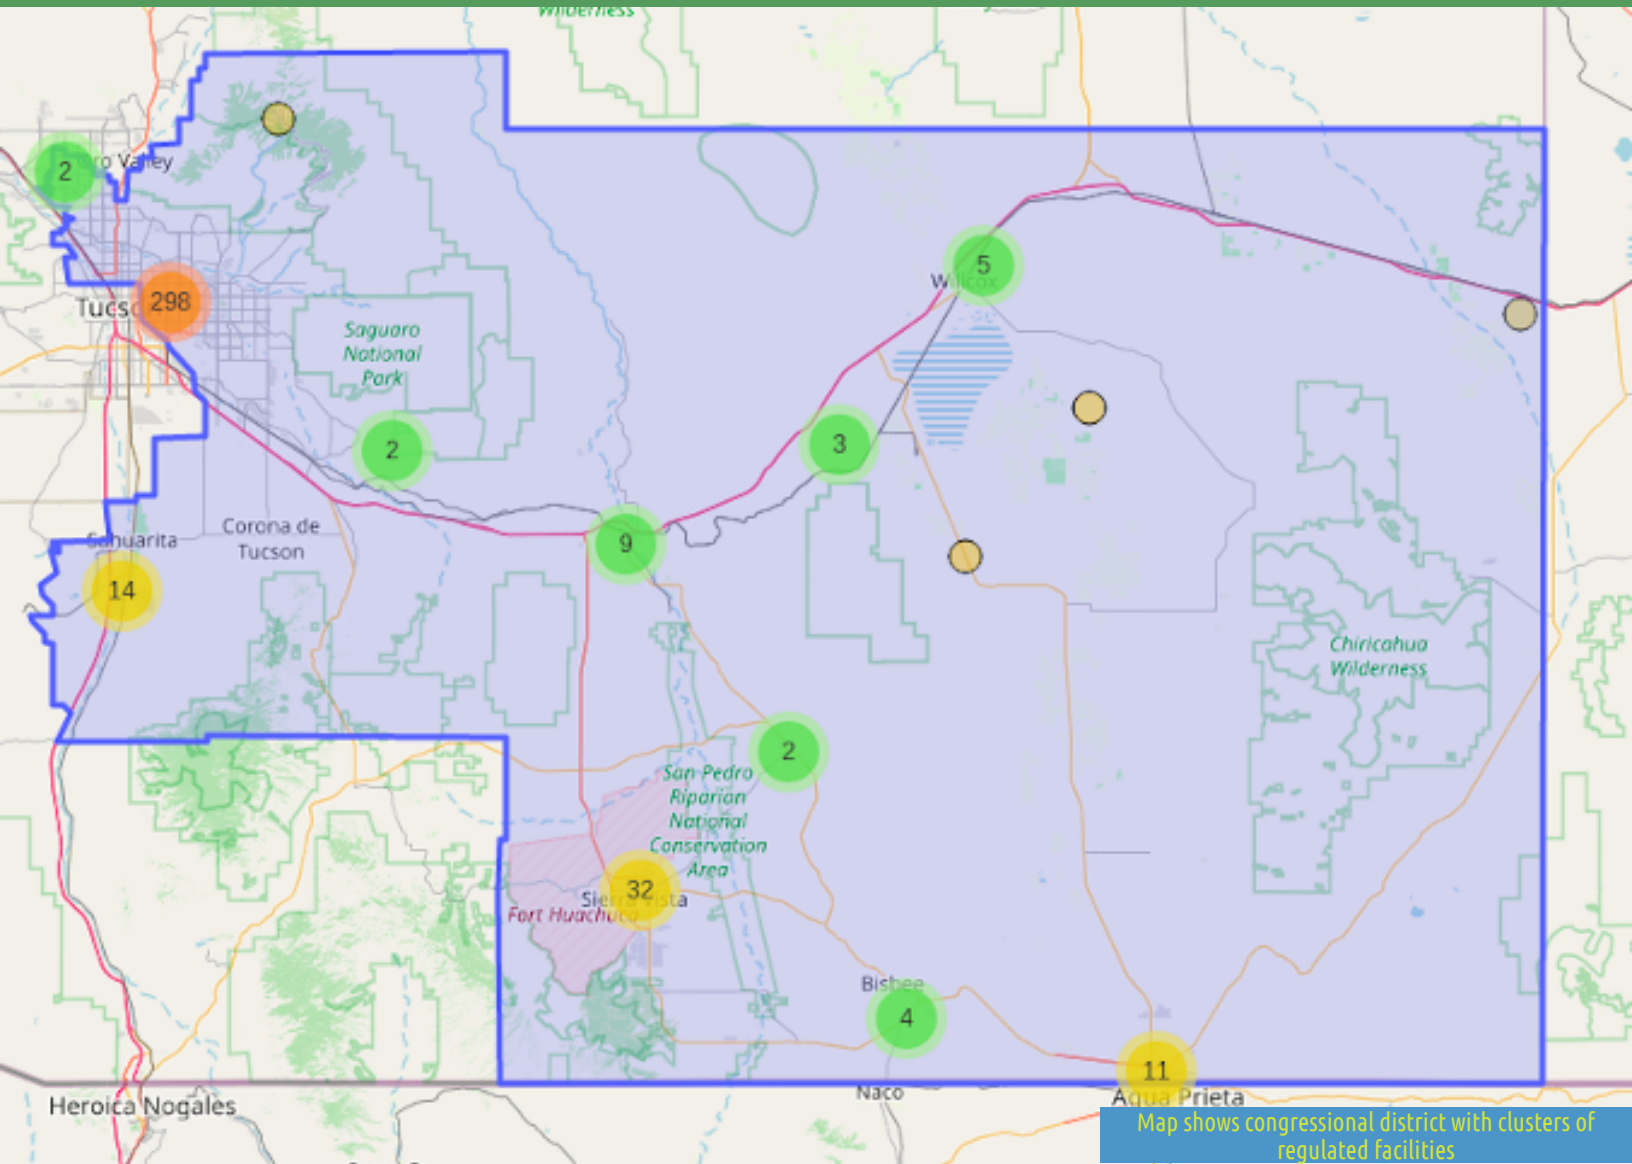 Wilderness
2
ro Valley
298
Tucs
5
Willcox
Saguaro
National
Park
2
3
Corona de
Tucson
9
Sahuarita
14
Chiricahua
Wilderness
2
San Pedro
Riparian
National
Conservation
Area
32
Sierra Vista
Fort Huachuca
Bisbee
4
11
Naco
Agua Prieta
Heroica Nogales
Map shows congressional district with clusters of
regulated facilities